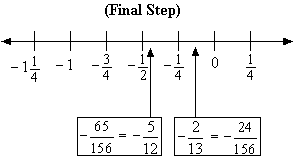 (Final Step)
-1 1/4 -1 -3/4 -1/2 -1/4 0 1/4
-65/156 = -5/12 -2/13 = -24/156